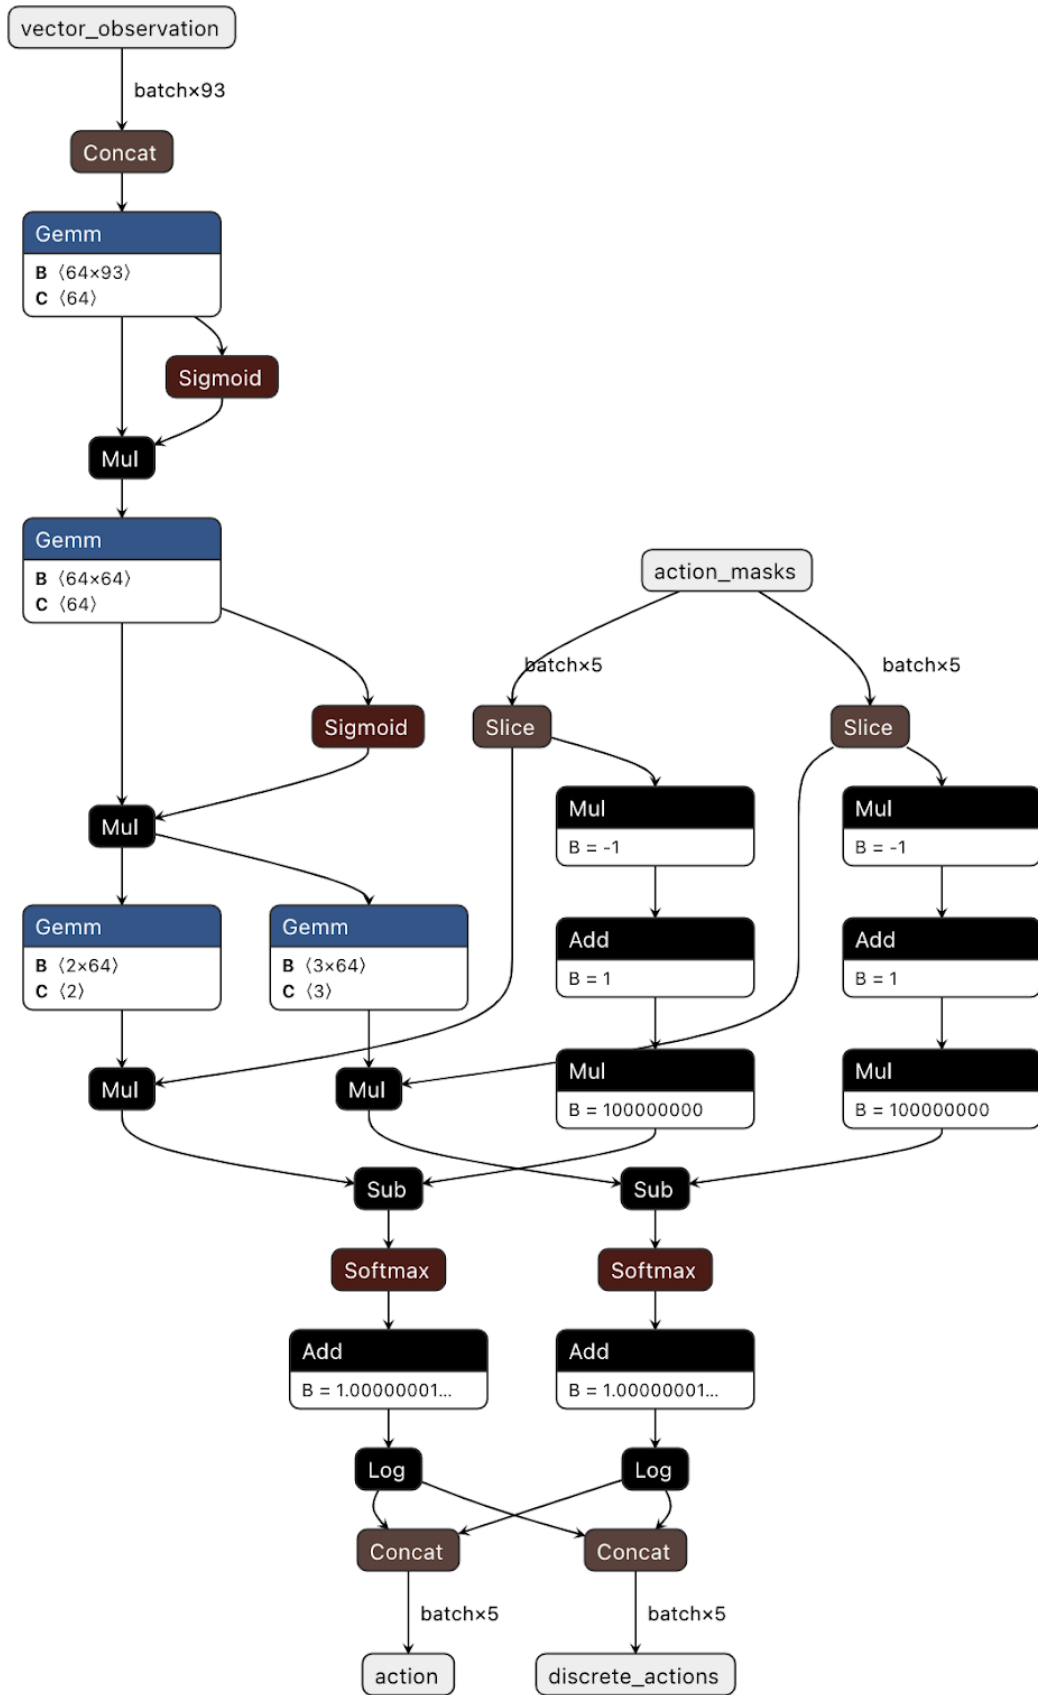 vector_observation
batch×93
Concat
Gemm
B ⟨64×93⟩
C ⟨64⟩
Sigmoid
Mul
Gemm
B ⟨64×64⟩
C ⟨64⟩
action_masks
batch×5
batch×5
Sigmoid
Slice
Slice
Mul
B = -1
Mul
B = -1
Mul
Gemm
B ⟨2×64⟩
C ⟨2⟩
Gemm
B ⟨3×64⟩
C ⟨3⟩
Add
B = 1
Add
B = 1
Mul
Mul
Mul
B = 100000000
Mul
B = 100000000
Sub
Sub
Softmax
Softmax
Add
B = 1.00000001...
Add
B = 1.00000001...
Log
Log
Concat
Concat
batch×5
batch×5
action
discrete_actions